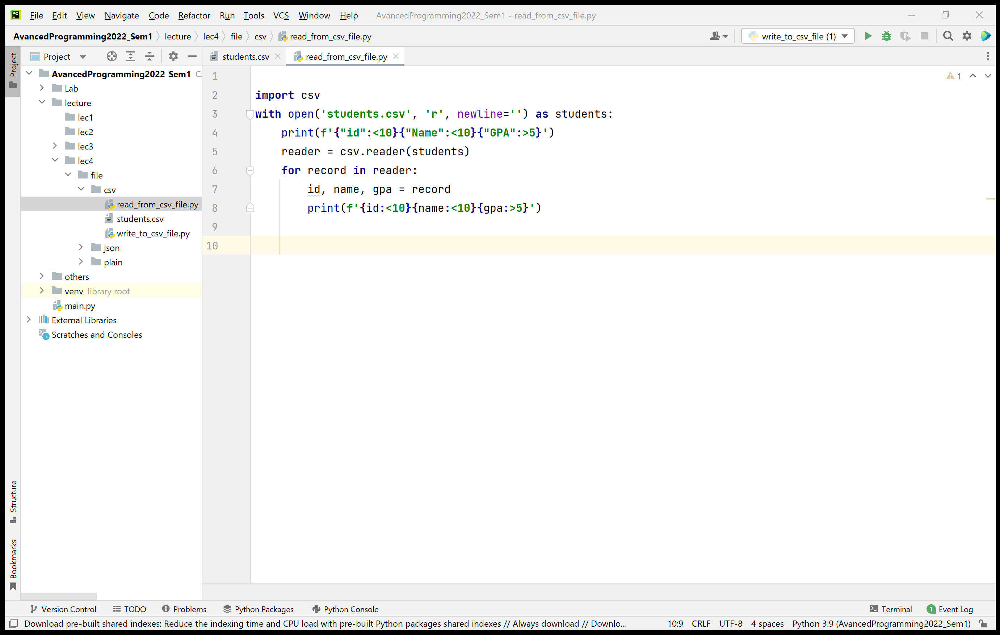 File Edit View Navigate Code Refactor Run Tools VCS Window Help AvancedProgramming2022_Sem1 - read_from_csv_file.py
AvancedProgramming2022_Sem1 lecture lec4 file csv read_from_csv_file.py write_to_csv_file (1)
Project
Project
students.csv read_from_csv_file.py
AvancedProgramming2022_Sem1
Lab
lecture
lec1
lec2
lec3
lec4
file
csv
read_from_csv_file.py
students.csv
write_to_csv_file.py
json
plain
others
venv library root
main.py
External Libraries
Scratches and Consoles
1
2 import csv
3 with open('students.csv', 'r', newline='') as students:
4     print(f'{"id":<10}{"Name":<10}{"GPA":>5}')
5     reader = csv.reader(students)
6     for record in reader:
7         id, name, gpa = record
8         print(f'{id:<10}{name:<10}{gpa:>5}')
9
10
1
Structure
Bookmarks
Version Control TODO Problems Python Packages Python Console Terminal 1 Event Log
Download pre-built shared indexes: Reduce the indexing time and CPU load with pre-built Python packages shared indexes // Always download // Downlo... 10:9 CRLF UTF-8 4 spaces Python 3.9 (AvancedProgramming2022_Sem1)